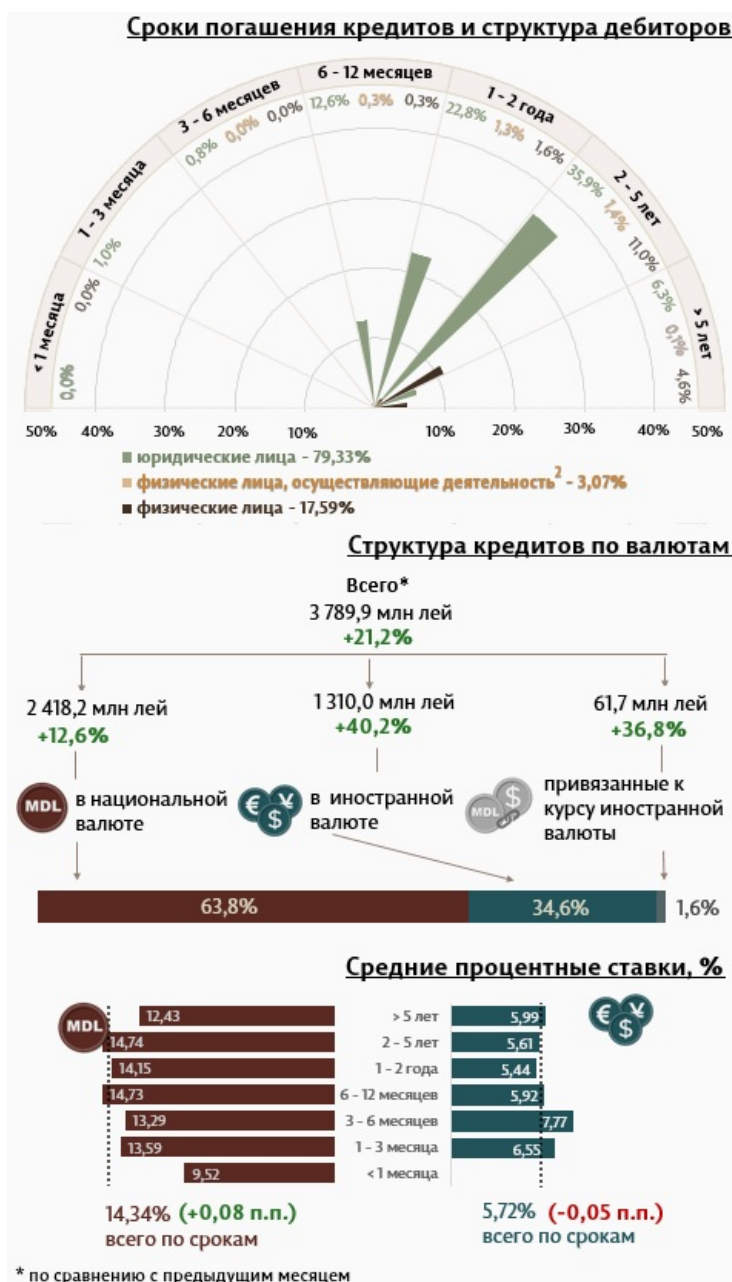 Сроки погашения кредитов и структура дебиторов
< 1 месяца
1 - 3 месяца
3 - 6 месяцев
6 - 12 месяцев
1 - 2 года
2 - 5 лет
> 5 лет
0,0%
0,0%
1,0%
0,8%
0,0%
0,0%
12,6%
0,3%
0,3%
22,8%
1,3%
1,6%
35,9%
1,4%
11,0%
6,3%
0,1%
4,6%
50% 40% 30% 20% 10% 10% 20% 30% 40% 50%
юридические лица - 79,33%
физические лица, осуществляющие деятельность2 - 3,07%
физические лица - 17,59%
Структура кредитов по валютам
Всего*
3 789,9 млн лей
+21,2%
2 418,2 млн лей
+12,6%
1 310,0 млн лей
+40,2%
61,7 млн лей
+36,8%
MDL
в национальной
валюте
€ ¥ $
в иностранной
валюте
MDL $
привязанные к
курсу иностранной
валюты
63,8% 34,6% 1,6%
Средние процентные ставки, %
MDL
€ ¥ $
12,43 > 5 лет 5,99
14,74 2 - 5 лет 5,61
14,15 1 - 2 года 5,44
14,73 6 - 12 месяцев 5,92
13,29 3 - 6 месяцев 7,77
13,59 1 - 3 месяца 6,55
9,52 < 1 месяца
14,34% (+0,08 п.п.)
всего по срокам
5,72% (-0,05 п.п.)
всего по срокам
* по сравнению с предыдущим месяцем